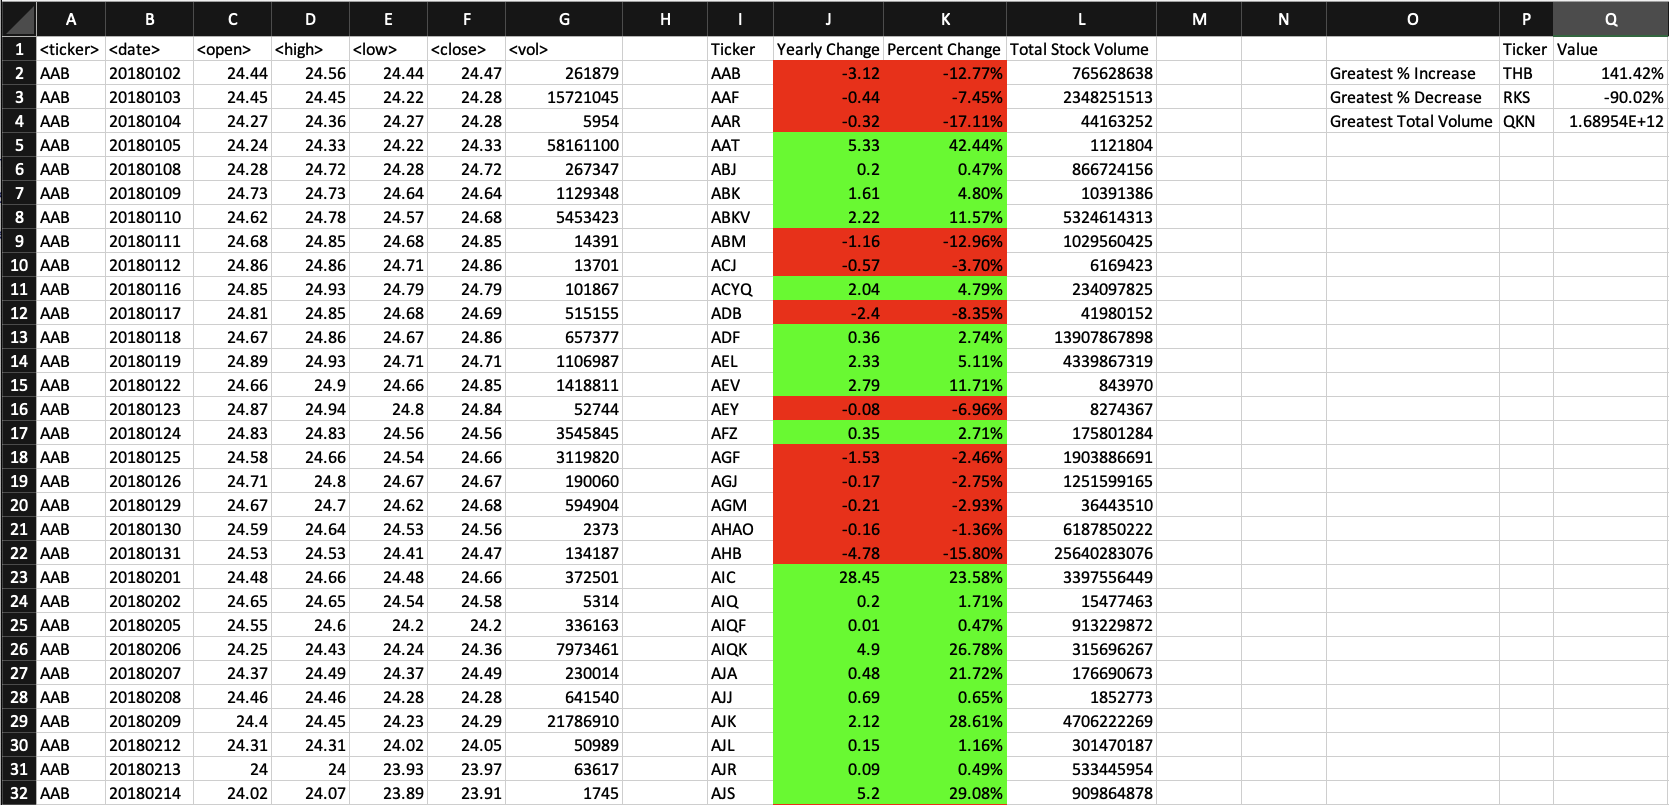 A B C D E F G H I J K L M N O P Q
1 <ticker> <date> <open> <high> <low> <close> <vol> Ticker Yearly Change Percent Change Total Stock Volume Ticker Value
2 AAB 20180102 24.44 24.56 24.44 24.47 261879 AAB -3.12 -12.77% 765628638 Greatest % Increase THB 141.42%
3 AAB 20180103 24.45 24.45 24.22 24.28 15721045 AAF -0.44 -7.45% 2348251513 Greatest % Decrease RKS -90.02%
4 AAB 20180104 24.27 24.36 24.27 24.28 5954 AAR -0.32 -17.11% 44163252 Greatest Total Volume QKN 1.68954E+12
5 AAB 20180105 24.24 24.33 24.22 24.33 58161100 AAT 5.33 42.44% 1121804
6 AAB 20180108 24.28 24.72 24.28 24.72 267347 ABJ 0.2 0.47% 866724156
7 AAB 20180109 24.73 24.73 24.64 24.64 1129348 ABK 1.61 4.80% 10391386
8 AAB 20180110 24.62 24.78 24.57 24.68 5453423 ABKV 2.22 11.57% 5324614313
9 AAB 20180111 24.68 24.85 24.68 24.85 14391 ABM -1.16 -12.96% 1029560425
10 AAB 20180112 24.86 24.86 24.71 24.86 13701 ACJ -0.57 -3.70% 6169423
11 AAB 20180116 24.85 24.93 24.79 24.79 101867 ACYQ 2.04 4.79% 234097825
12 AAB 20180117 24.81 24.85 24.68 24.69 515155 ADB -2.4 -8.35% 41980152
13 AAB 20180118 24.67 24.86 24.67 24.86 657377 ADF 0.36 2.74% 13907867898
14 AAB 20180119 24.89 24.93 24.71 24.71 1106987 AEL 2.33 5.11% 4339867319
15 AAB 20180122 24.66 24.9 24.66 24.85 1418811 AEV 2.79 11.71% 843970
16 AAB 20180123 24.87 24.94 24.8 24.84 52744 AEY -0.08 -6.96% 8274367
17 AAB 20180124 24.83 24.83 24.56 24.56 3545845 AFZ 0.35 2.71% 175801284
18 AAB 20180125 24.58 24.66 24.54 24.66 3119820 AGF -1.53 -2.46% 1903886691
19 AAB 20180126 24.71 24.8 24.67 24.67 190060 AGJ -0.17 -2.75% 1251599165
20 AAB 20180129 24.67 24.7 24.62 24.68 594904 AGM -0.21 -2.93% 36443510
21 AAB 20180130 24.59 24.64 24.53 24.56 2373 AHAO -0.16 -1.36% 6187850222
22 AAB 20180131 24.53 24.53 24.41 24.47 134187 AHB -4.78 -15.80% 25640283076
23 AAB 20180201 24.48 24.66 24.48 24.66 372501 AIC 28.45 23.58% 3397556449
24 AAB 20180202 24.65 24.65 24.54 24.58 5314 AIQ 0.2 1.71% 15477463
25 AAB 20180205 24.55 24.6 24.2 24.2 336163 AIQF 0.01 0.47% 913229872
26 AAB 20180206 24.25 24.43 24.24 24.36 7973461 AIQK 4.9 26.78% 315696267
27 AAB 20180207 24.37 24.49 24.37 24.49 230014 AJA 0.48 21.72% 176690673
28 AAB 20180208 24.46 24.46 24.28 24.28 641540 AJJ 0.69 0.65% 1852773
29 AAB 20180209 24.4 24.45 24.23 24.29 21786910 AJK 2.12 28.61% 4706222269
30 AAB 20180212 24.31 24.31 24.02 24.05 50989 AJL 0.15 1.16% 301470187
31 AAB 20180213 24 24 23.93 23.97 63617 AJR 0.09 0.49% 533445954
32 AAB 20180214 24.02 24.07 23.89 23.91 1745 AJS 5.2 29.08% 909864878